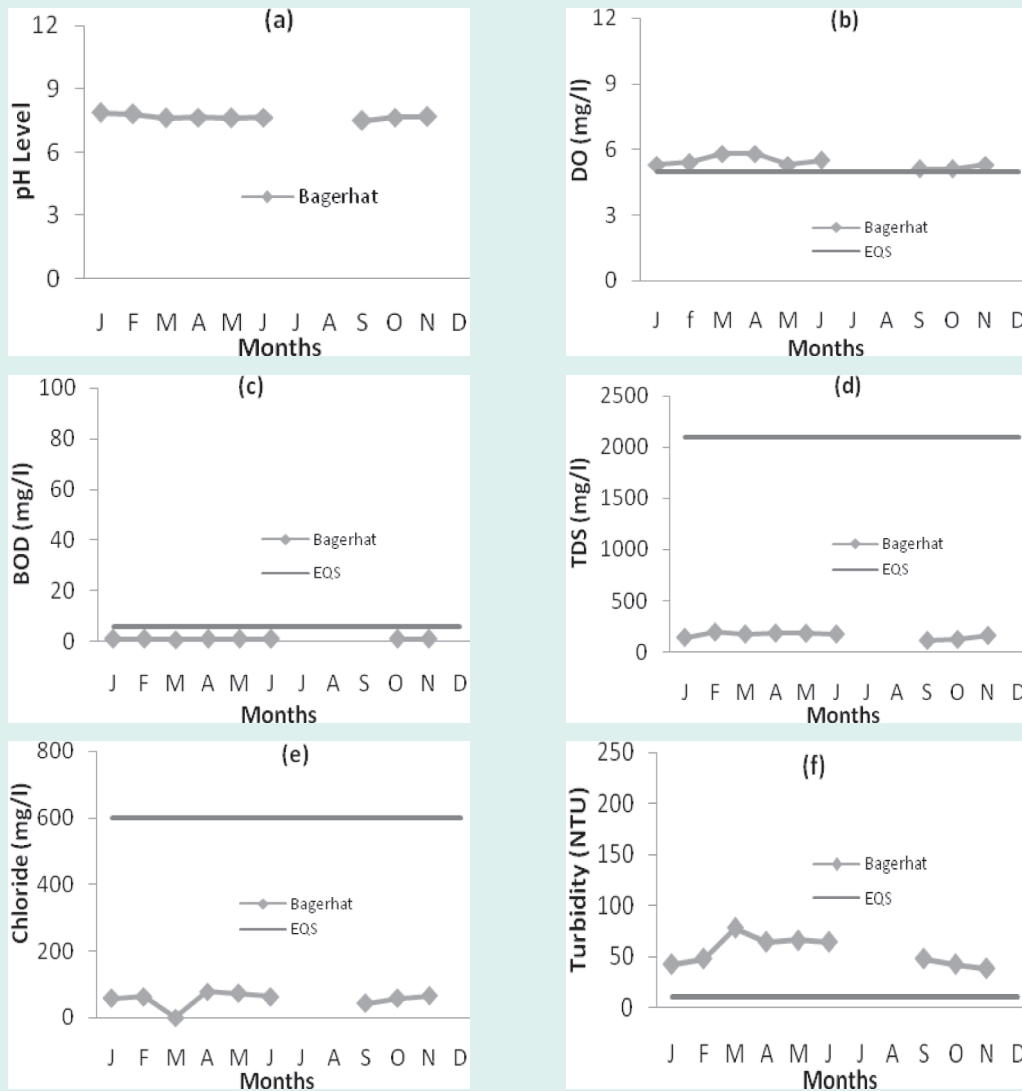 (a)
12
9
6
3
0
pH Level
Bagerhat
J F M A M J J A S O N D
Months
(b)
12
9
6
3
0
DO (mg/l)
Bagerhat
EQS
J f M A M J J A S O N D
Months
(c)
100
80
60
40
20
0
BOD (mg/l)
Bagerhat
EQS
J F M A M J J A S O N D
Months
(d)
2500
2000
1500
1000
500
0
TDS (mg/l)
Bagerhat
EQS
J F M A M J J A S O N D
Months
(e)
800
600
400
200
0
Chloride (mg/l)
Bagerhat
EQS
J F M A M J J A S O N D
Months
(f)
250
200
150
100
50
0
Turbidity (NTU)
Bagerhat
EQS
J F M A M J J A S O N D
Months